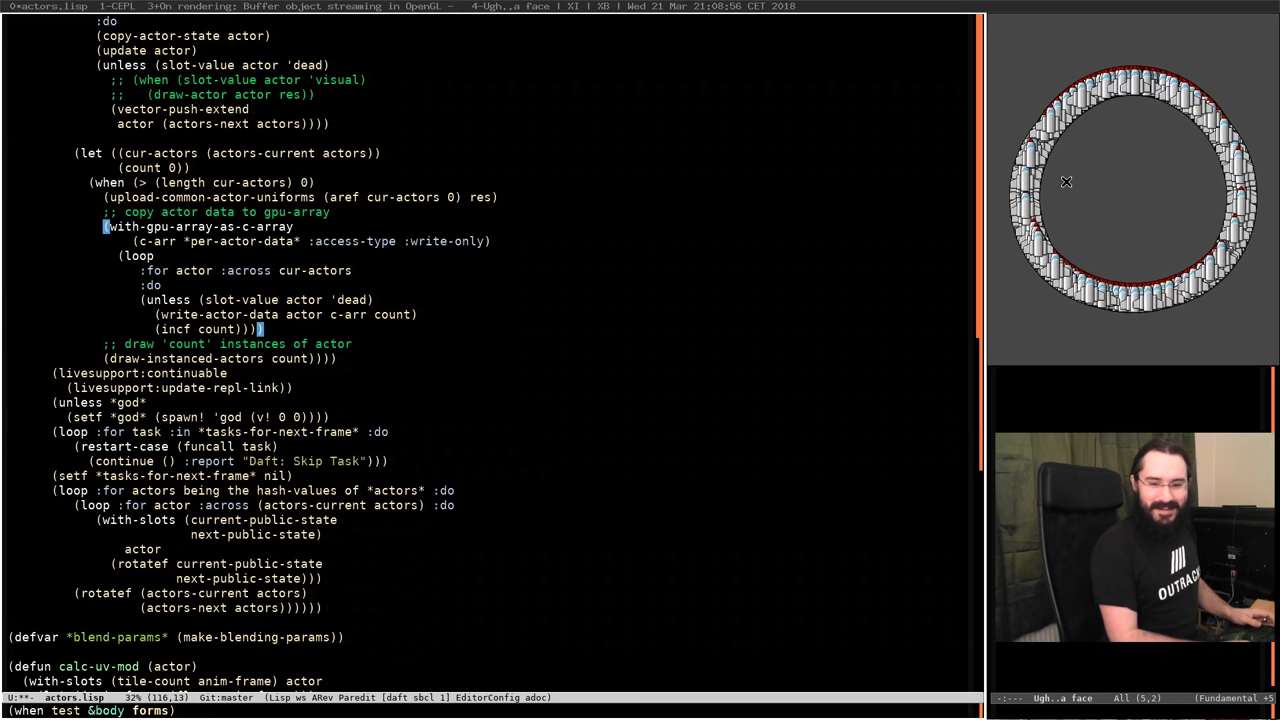 0*actors.lisp   1-CEPL   3+On rendering: Buffer object streaming in OpenGL -   4-Ugh..a face | XI | %B | Wed 21 Mar 21:08:56 CET 2018
:do
(copy-actor-state actor)
(update actor)
(unless (slot-value actor 'dead)
;; (when (slot-value actor 'visual)
;;   (draw-actor actor res))
(vector-push-extend
actor (actors-next actors))))
(let ((cur-actors (actors-current actors))
(count 0))
(when (> (length cur-actors) 0)
(upload-common-actor-uniforms (aref cur-actors 0) res)
;; copy actor data to gpu-array
(with-gpu-array-as-c-array
(c-arr *per-actor-data* :access-type :write-only)
(loop
:for actor :across cur-actors
:do
(unless (slot-value actor 'dead)
(write-actor-data actor c-arr count)
(incf count))))
;; draw 'count' instances of actor
(draw-instanced-actors count))))
(livesupport:continuable
(livesupport:update-repl-link))
(unless *god*
(setf *god* (spawn! 'god (v! 0 0))))
(loop :for task :in *tasks-for-next-frame* :do
(restart-case (funcall task)
(continue () :report "Daft: Skip Task")))
(setf *tasks-for-next-frame* nil)
(loop :for actors being the hash-values of *actors* :do
(loop :for actor :across (actors-current actors) :do
(with-slots (current-public-state
next-public-state)
actor
(rotatef current-public-state
next-public-state)))
(rotatef (actors-current actors)
(actors-next actors))))))
(defvar *blend-params* (make-blending-params))
(defun calc-uv-mod (actor)
(with-slots (tile-count anim-frame) actor
U:**-  actors.lisp    32% (116,13)   Git:master  (Lisp ws ARev Paredit [daft sbcl 1] EditorConfig adoc)
(when test &body forms)
OUTRAC
-:---  Ugh..a face    All (5,2)      (Fundamental +5